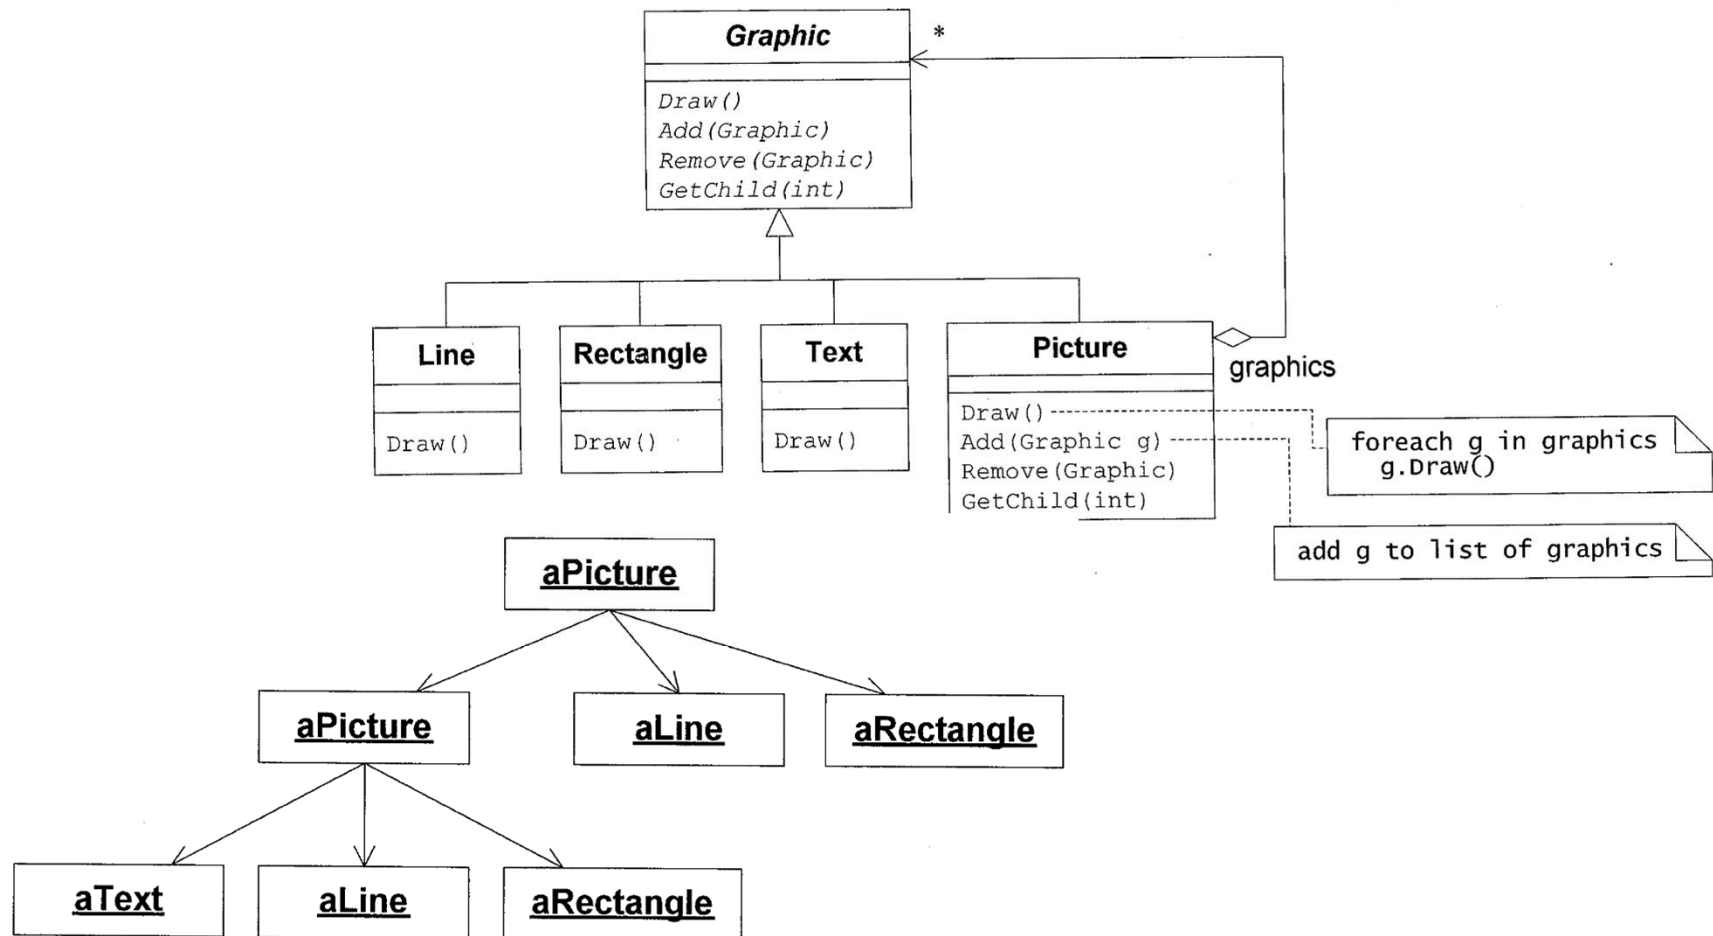 Graphic
*
Draw()
Add(Graphic)
Remove(Graphic)
GetChild(int)
Line
Draw()
Rectangle
Draw()
Text
Draw()
Picture
graphics
Draw()
Add(Graphic g)
Remove(Graphic)
GetChild(int)
foreach g in graphics
g.Draw()
add g to list of graphics
aPicture
aPicture
aLine
aRectangle
aText
aLine
aRectangle